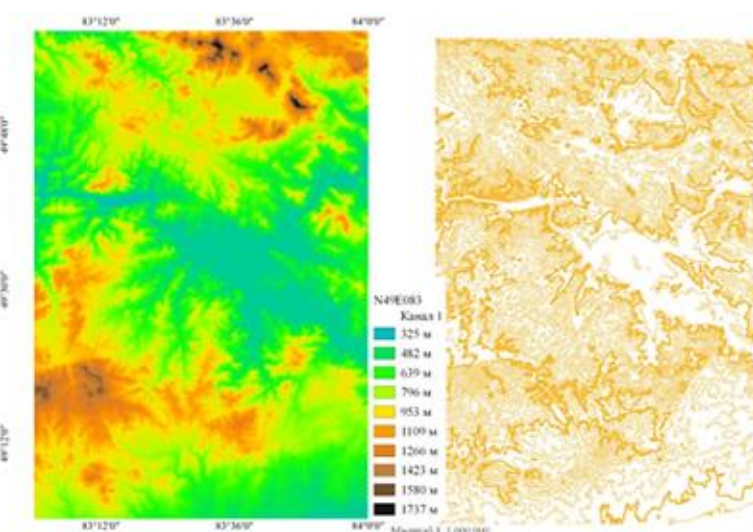 83°12'0" 83°36'0" 84°0'0"
49°48'0"
49°30'0"
49°12'0"
N49E083
Канал 1
325 м
482 м
639 м
796 м
953 м
1109 м
1266 м
1423 м
1580 м
1737 м
83°12'0" 83°36'0" 84°0'0"